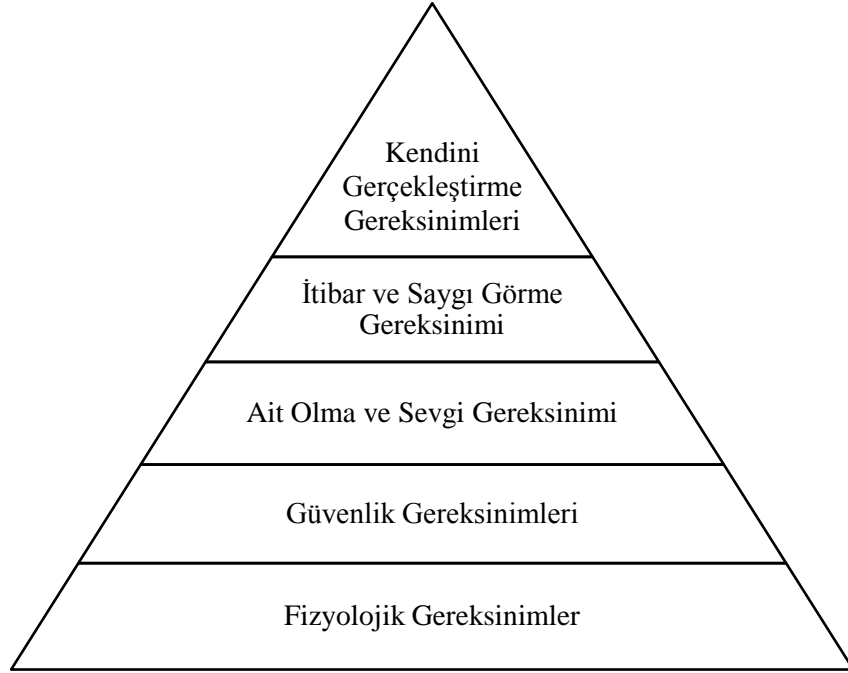 Kendini
Gerçekleştirme
Gereksinimleri
İtibar ve Saygı Görme
Gereksinimi
Ait Olma ve Sevgi Gereksinimi
Güvenlik Gereksinimleri
Fizyolojik Gereksinimler